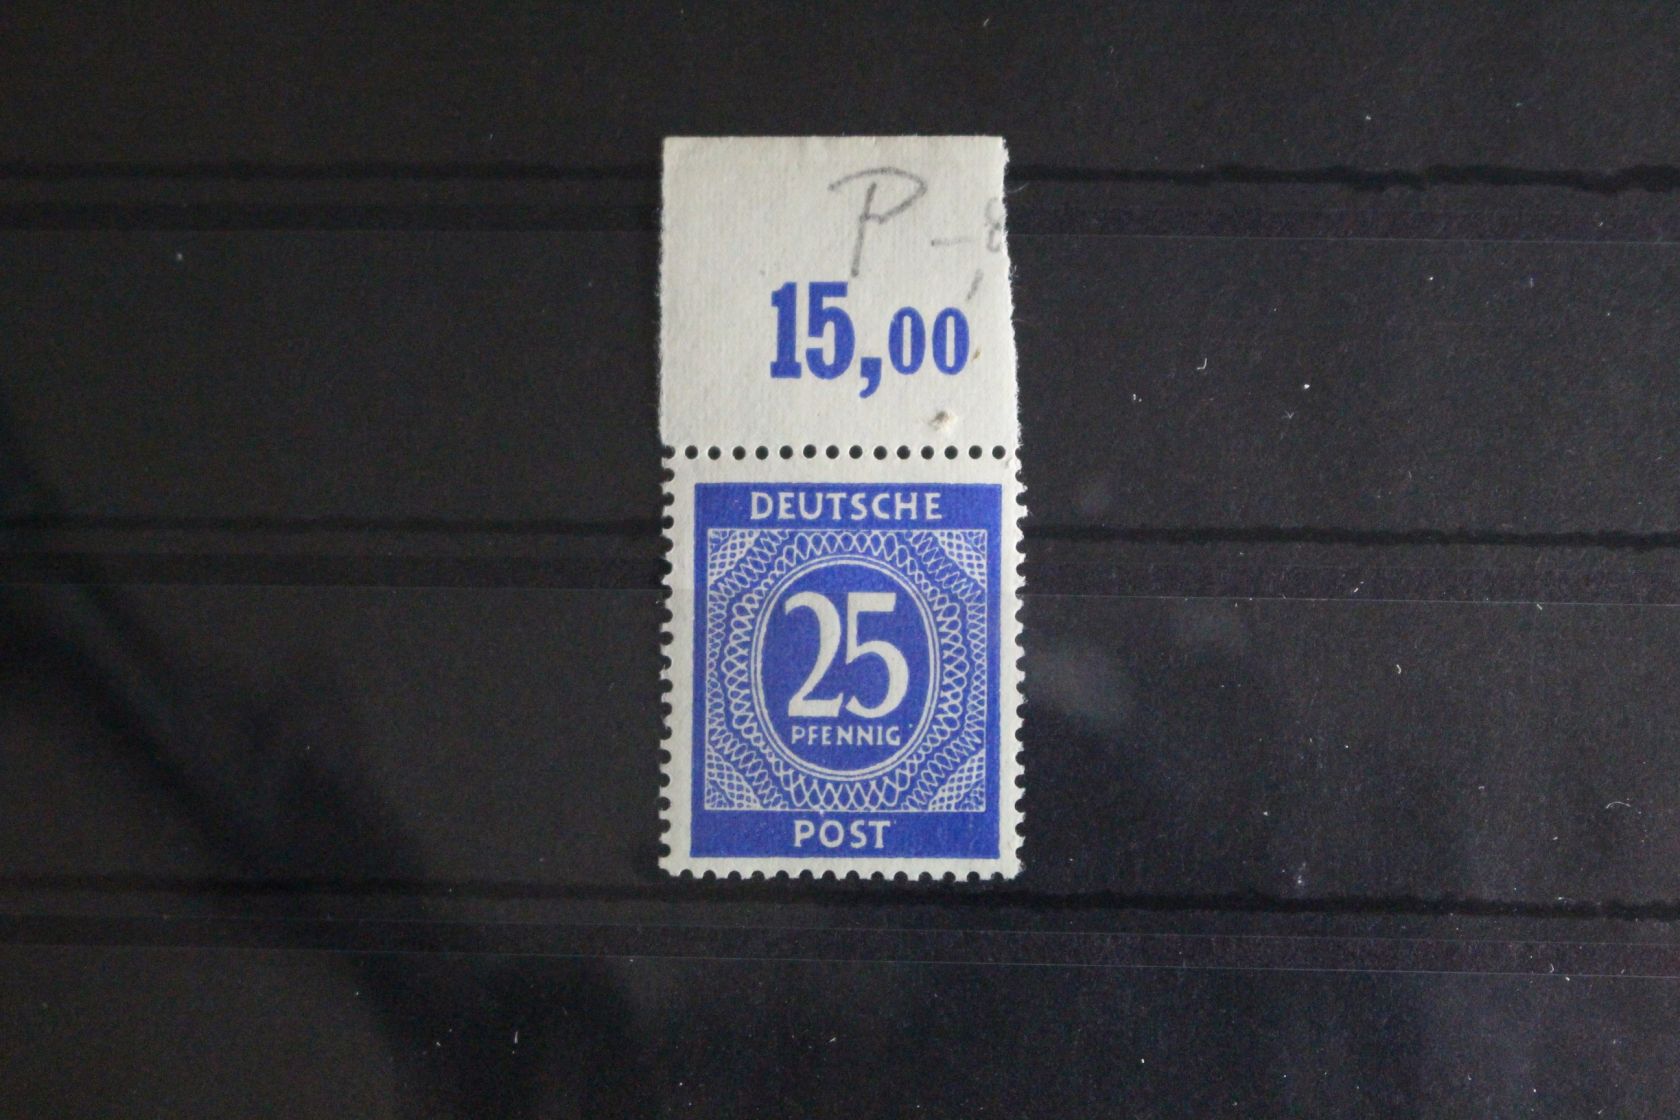 P
15,00
DEUTSCHE
25
PFENNIG
POST